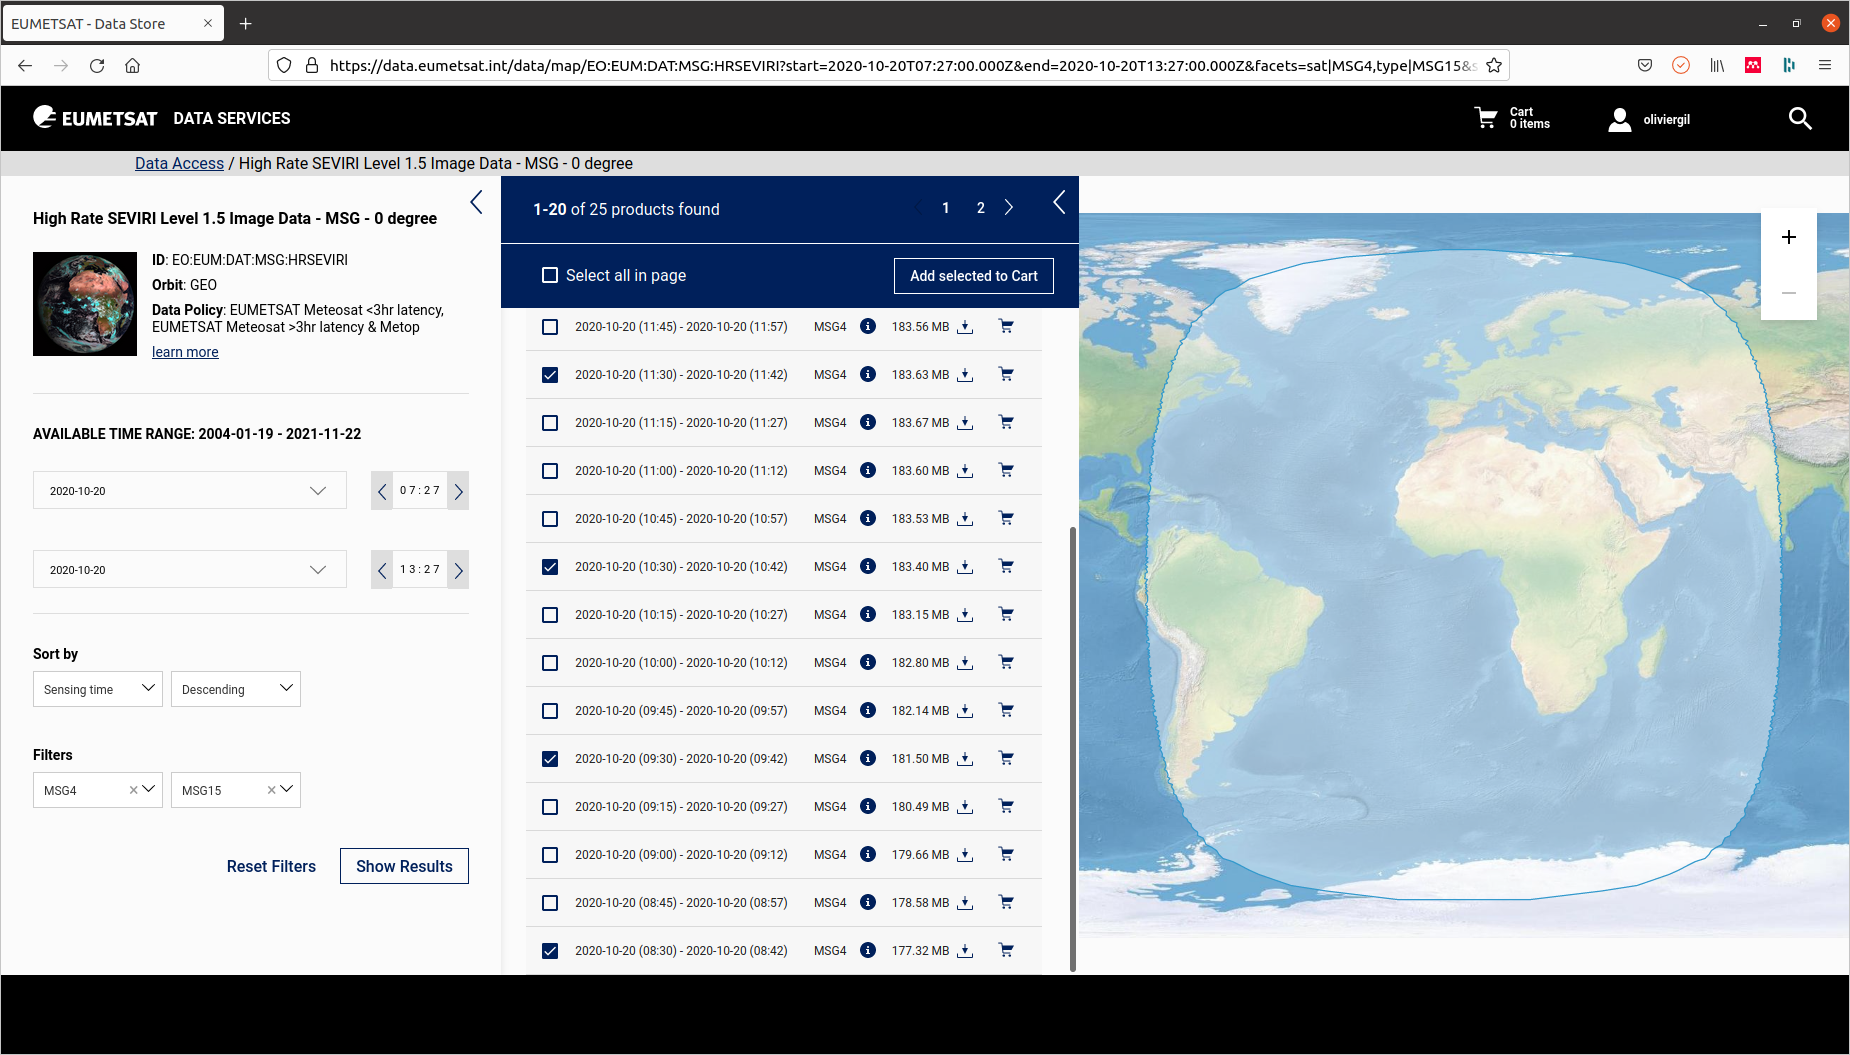 EUMETSAT - Data Store
https://data.eumetsat.int/data/map/EO:EUM:DAT:MSG:HRSEVIRI?start=2020-10-20T07:27:00.000Z&end=2020-10-20T13:27:00.000Z&facets=sat|MSG4,type|MSG15&s
EUMETSAT DATA SERVICES
Cart
0 items
oliviergil
Data Access / High Rate SEVIRI Level 1.5 Image Data - MSG - 0 degree
High Rate SEVIRI Level 1.5 Image Data - MSG - 0 degree
ID: EO:EUM:DAT:MSG:HRSEVIRI
Orbit: GEO
Data Policy: EUMETSAT Meteosat <3hr latency,
EUMETSAT Meteosat >3hr latency & Metop
learn more
AVAILABLE TIME RANGE: 2004-01-19 - 2021-11-22
2020-10-20 07:27
2020-10-20 13:27
Sort by
Sensing time Descending
Filters
MSG4 MSG15
Reset Filters Show Results
1-20 of 25 products found 1 2
Select all in page Add selected to Cart
2020-10-20 (11:45) - 2020-10-20 (11:57) MSG4 183.56 MB
2020-10-20 (11:30) - 2020-10-20 (11:42) MSG4 183.63 MB
2020-10-20 (11:15) - 2020-10-20 (11:27) MSG4 183.67 MB
2020-10-20 (11:00) - 2020-10-20 (11:12) MSG4 183.60 MB
2020-10-20 (10:45) - 2020-10-20 (10:57) MSG4 183.53 MB
2020-10-20 (10:30) - 2020-10-20 (10:42) MSG4 183.40 MB
2020-10-20 (10:15) - 2020-10-20 (10:27) MSG4 183.15 MB
2020-10-20 (10:00) - 2020-10-20 (10:12) MSG4 182.80 MB
2020-10-20 (09:45) - 2020-10-20 (09:57) MSG4 182.14 MB
2020-10-20 (09:30) - 2020-10-20 (09:42) MSG4 181.50 MB
2020-10-20 (09:15) - 2020-10-20 (09:27) MSG4 180.49 MB
2020-10-20 (09:00) - 2020-10-20 (09:12) MSG4 179.66 MB
2020-10-20 (08:45) - 2020-10-20 (08:57) MSG4 178.58 MB
2020-10-20 (08:30) - 2020-10-20 (08:42) MSG4 177.32 MB